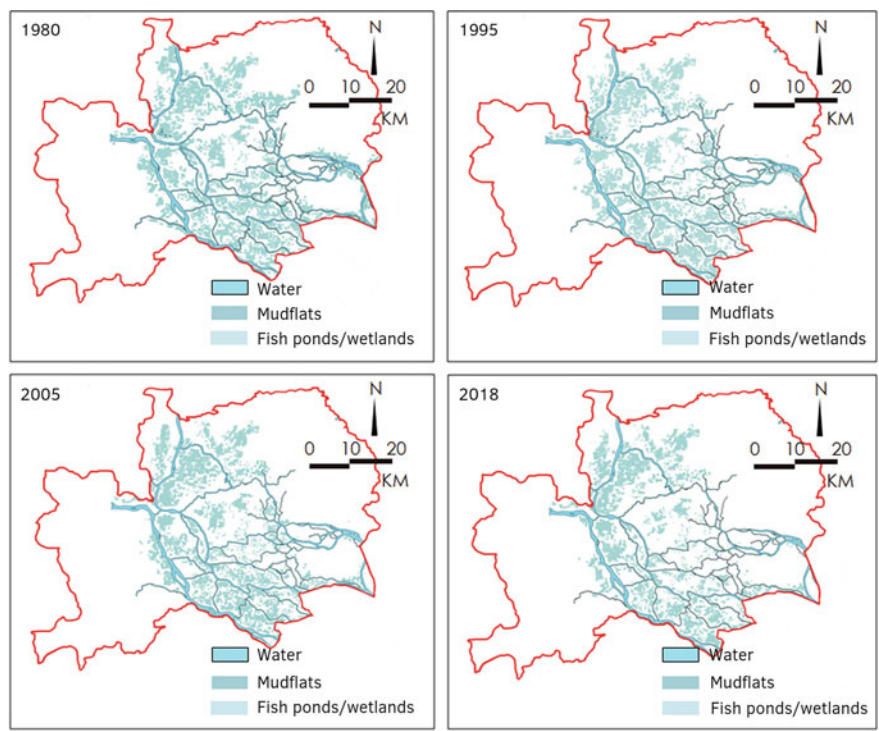 1980
N
0 10 20
KM
Water
Mudflats
Fish ponds/wetlands
1995
N
0 10 20
KM
Water
Mudflats
Fish ponds/wetlands
2005
N
0 10 20
KM
Water
Mudflats
Fish ponds/wetlands
2018
N
0 10 20
KM
Water
Mudflats
Fish ponds/wetlands